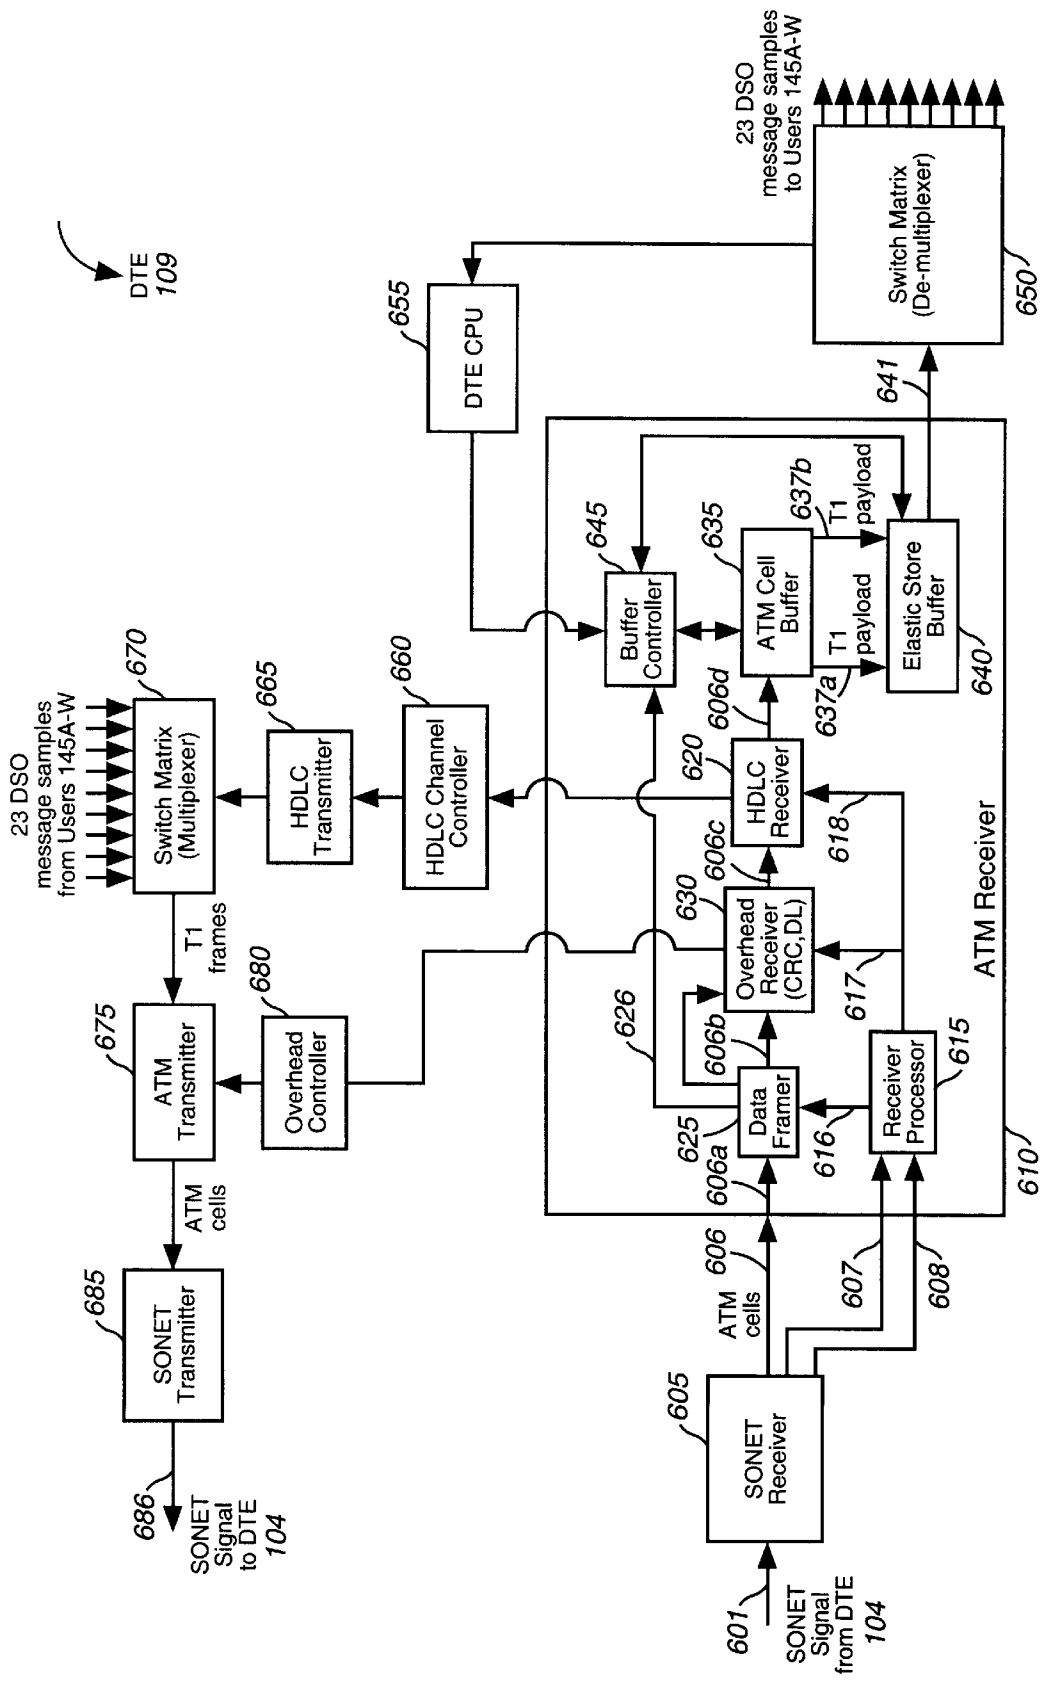 DTE
109
23 DSO
message samples
from Users 145A-W
23 DSO
message samples
to Users 145A-W
SONET
Signal
to DTE
104
686
SONET
Transmitter
685
ATM
cells
ATM
Transmitter
675
T1
frames
Switch Matrix
(Multiplexer)
670
Overhead
Controller
680
HDLC
Transmitter
665
HDLC Channel
Controller
660
DTE CPU
655
SONET
Signal
from DTE
104
601
SONET
Receiver
605
ATM
cells
606
607
608
606a
Data
Framer
625
626
606b
Overhead
Receiver
(CRC,DL)
630
606c
HDLC
Receiver
620
606d
ATM Cell
Buffer
635
Buffer
Controller
645
637a
T1
payload
637b
T1
payload
Elastic Store
Buffer
640
641
Switch Matrix
(De-multiplexer)
650
616
617
618
Receiver
Processor
615
ATM Receiver
610